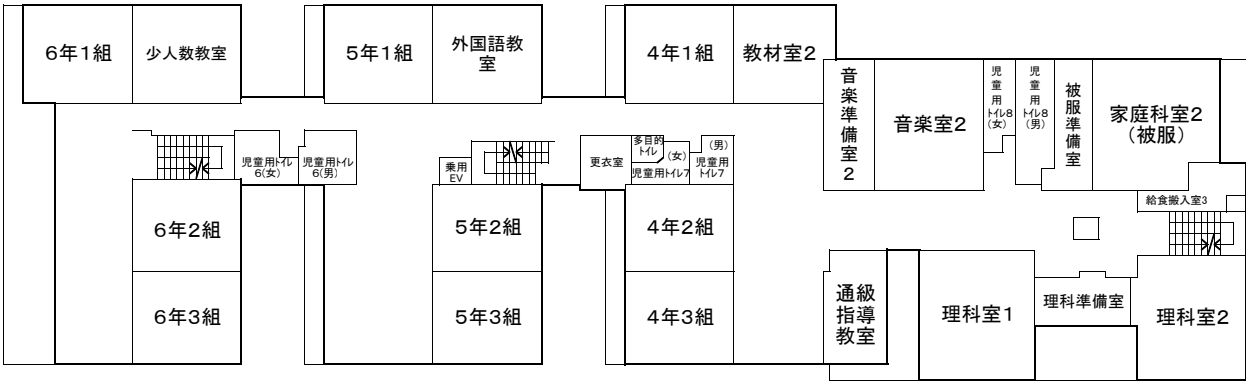 6年1組
少人数教室
5年1組
外国語教
室
4年1組
教材室2
音楽準備室2
音楽室2
児童用
トイレ8
(女)
児童用
トイレ8
(男)
被服準備室
家庭科室2
(被服)
児童用トイレ
6(女)
児童用トイレ
6(男)
乗用
EV
更衣室
多目的
トイレ
(女)
児童用トイレ7
(男)
児童用
トイレ7
給食搬入室3
6年2組
5年2組
4年2組
6年3組
5年3組
4年3組
通級
指導
教室
理科室1
理科準備室
理科室2